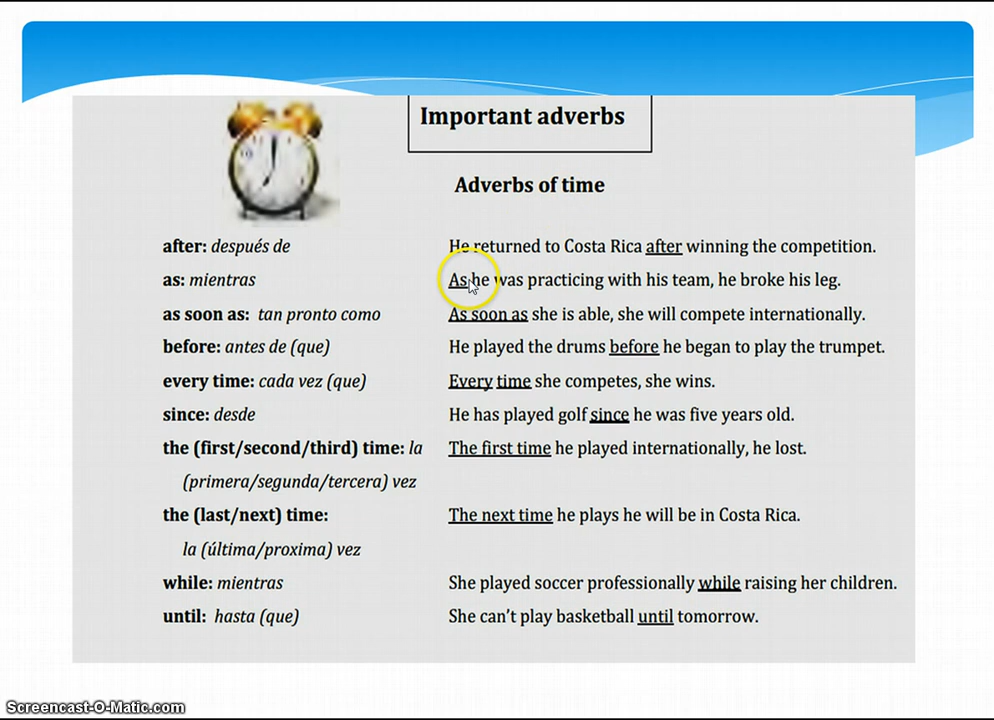 Important adverbs
Adverbs of time
after: después de He returned to Costa Rica after winning the competition.
as: mientras As he was practicing with his team, he broke his leg.
as soon as: tan pronto como As soon as she is able, she will compete internationally.
before: antes de (que) He played the drums before he began to play the trumpet.
every time: cada vez (que) Every time she competes, she wins.
since: desde He has played golf since he was five years old.
the (first/second/third) time: la The first time he played internationally, he lost.
(primera/segunda/tercera) vez
the (last/next) time: The next time he plays he will be in Costa Rica.
la (última/proxima) vez
while: mientras She played soccer professionally while raising her children.
until: hasta (que) She can't play basketball until tomorrow.
Screencast-O-Matic.com